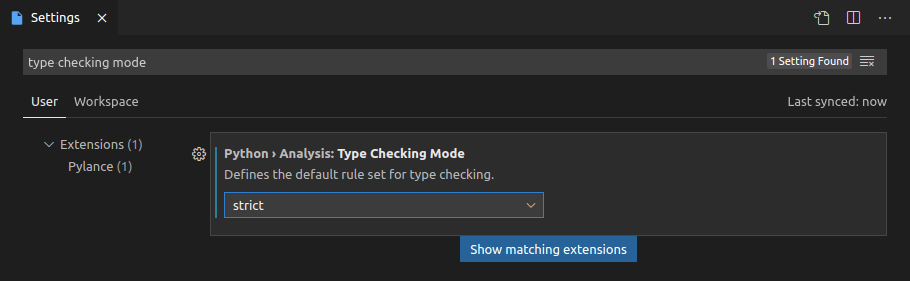 Settings
type checking mode
1 Setting Found
User Workspace
Last synced: now
Extensions (1)
Pylance (1)
Python › Analysis: Type Checking Mode
Defines the default rule set for type checking.
strict
Show matching extensions